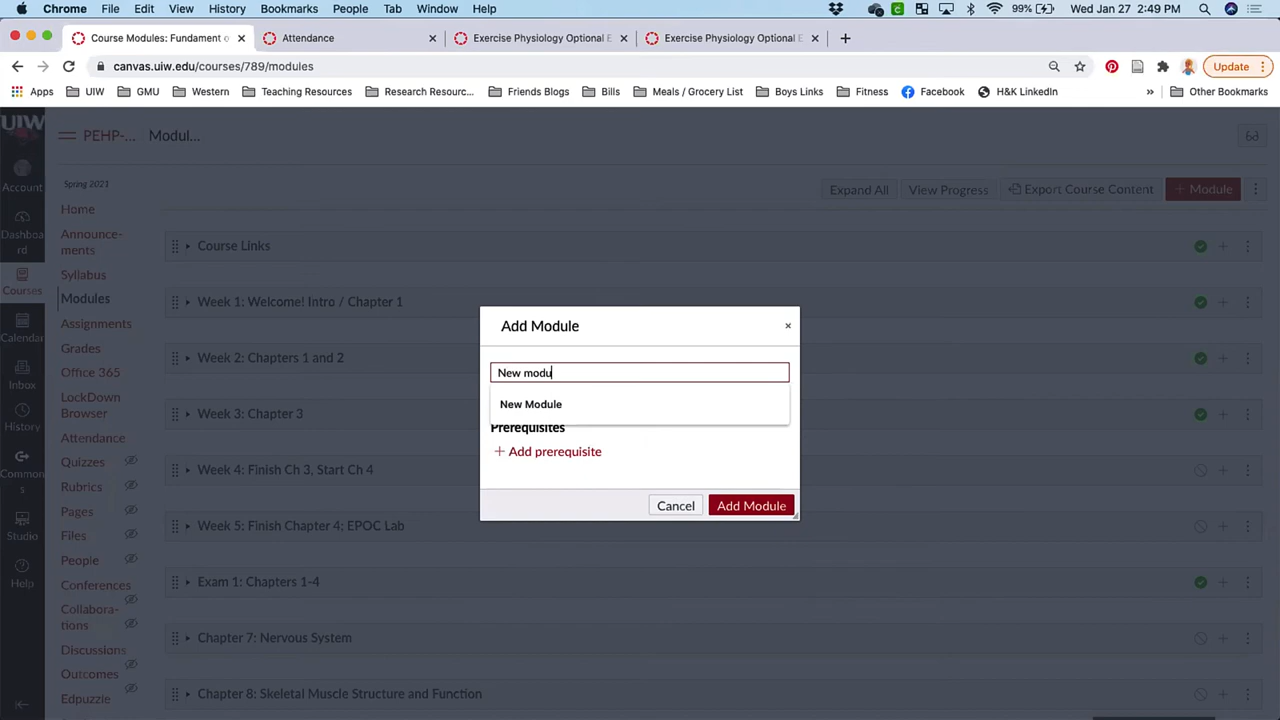 Chrome File Edit View History Bookmarks People Tab Window Help 99% Wed Jan 27 2:49 PM
Course Modules: Fundament o Attendance Exercise Physiology Optional E Exercise Physiology Optional E
canvas.uiw.edu/courses/789/modules Update
Apps UIW GMU Western Teaching Resources Research Resourc... Friends Blogs Bills Meals / Grocery List Boys Links Fitness Facebook H&K LinkedIn » Other Bookmarks
UIW PEHP-... Modul...
Spring 2021
Expand All View Progress Export Course Content + Module
Account
Dashboa
rd
Courses
Calendar
Inbox
History
Common
s
Studio
Help
Home
Announce-
ments
Syllabus
Modules
Assignments
Grades
Office 365
LockDown
Browser
Attendance
Quizzes
Rubrics
Pages
Files
People
Conferences
Collabora-
tions
Discussions
Outcomes
Edpuzzle
Course Links
Week 1: Welcome! Intro / Chapter 1
Week 2: Chapters 1 and 2
Week 3: Chapter 3
Week 4: Finish Ch 3, Start Ch 4
Week 5: Finish Chapter 4; EPOC Lab
Exam 1: Chapters 1-4
Chapter 7: Nervous System
Chapter 8: Skeletal Muscle Structure and Function
Add Module ×
New modu
New Module
Prerequisites
+ Add prerequisite
Cancel Add Module